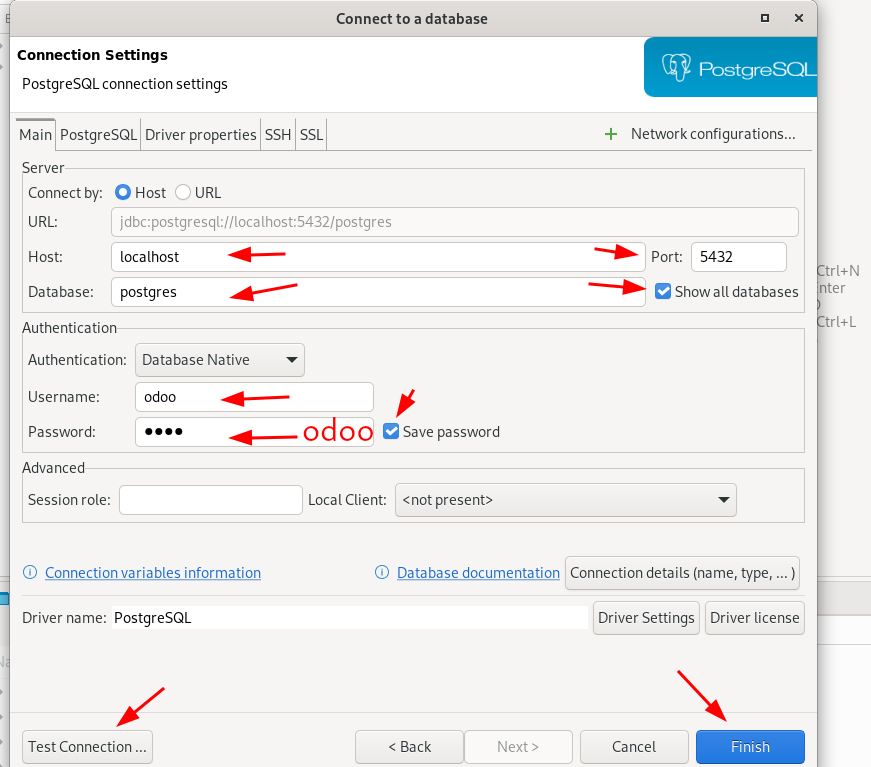 Connect to a database
Connection Settings
PostgreSQL connection settings
PostgreSQL
Main PostgreSQL Driver properties SSH SSL + Network configurations...
Server
Connect by: Host URL
URL: jdbc:postgresql://localhost:5432/postgres
Host: localhost Port: 5432
Database: postgres Show all databases
Authentication
Authentication: Database Native
Username: odoo
Password: •••• odoo Save password
Advanced
Session role: Local Client: <not present>
Connection variables information Database documentation Connection details (name, type, ... )
Driver name: PostgreSQL Driver Settings Driver license
Test Connection ... < Back Next > Cancel Finish
Ctrl+N
Ctrl+L